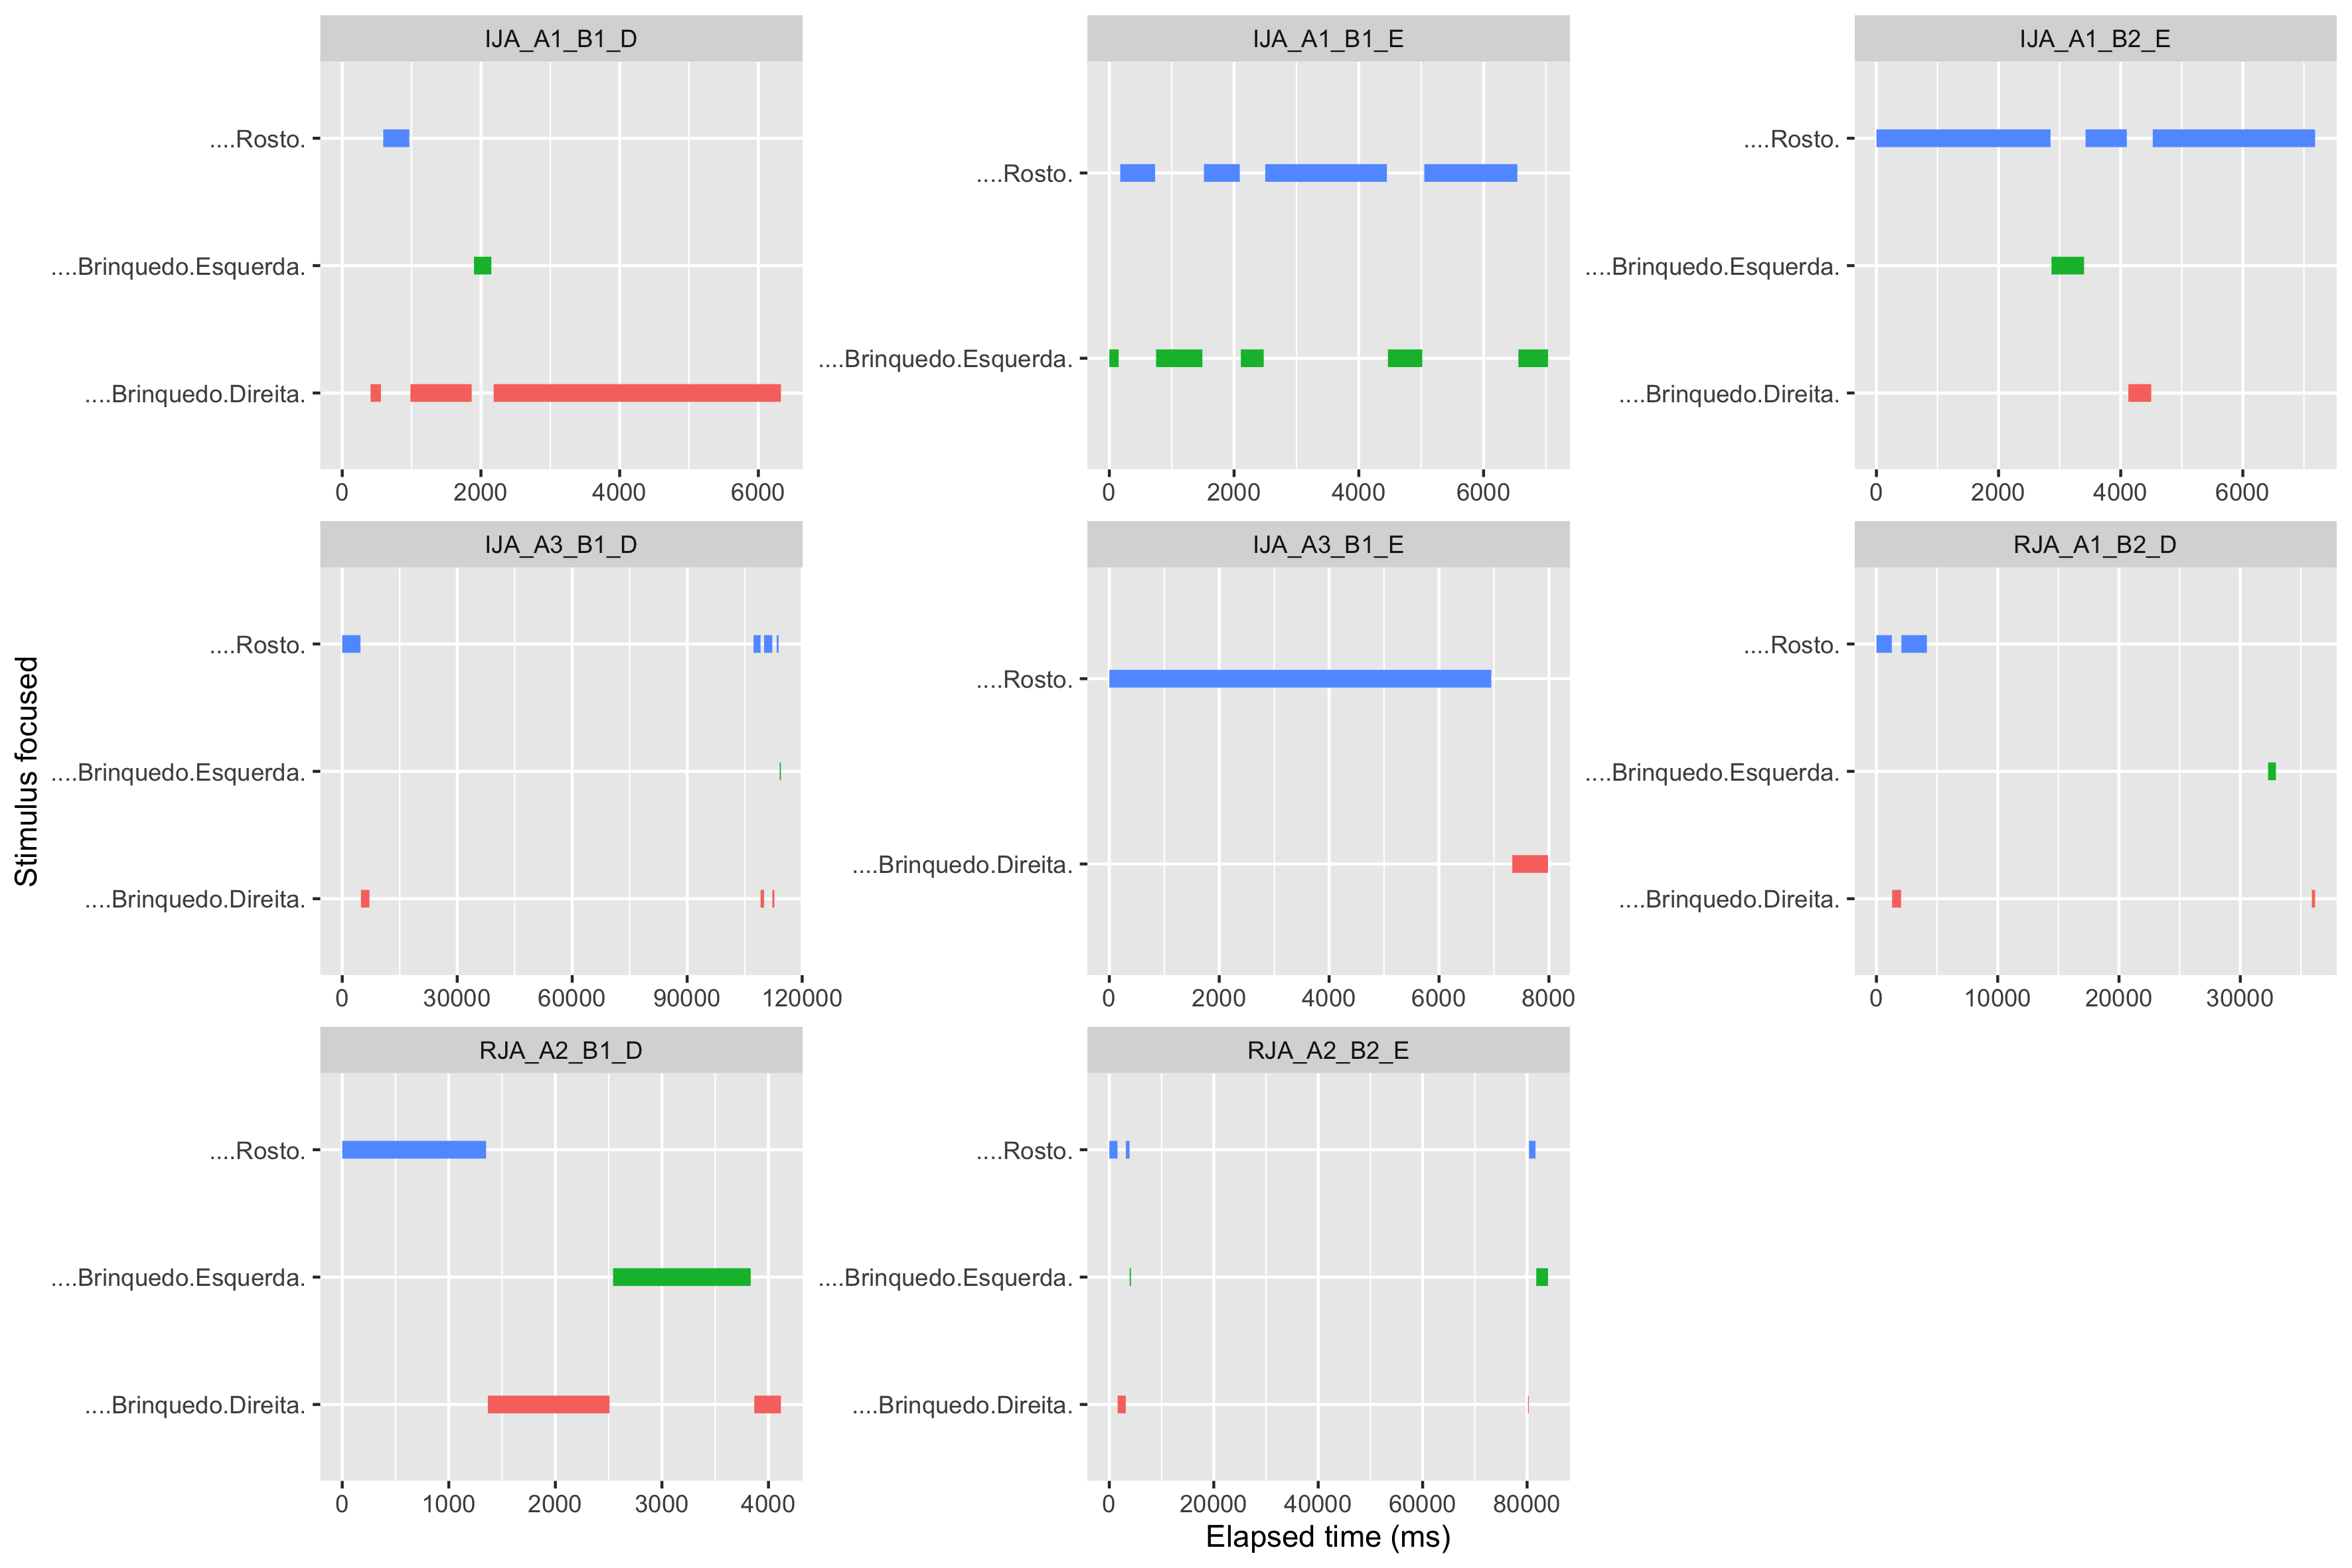 IJA_A1_B1_D
IJA_A1_B1_E
IJA_A1_B2_E
....Rosto.
....Brinquedo.Esquerda.
....Brinquedo.Direita.
0 2000 4000 6000
....Rosto.
....Brinquedo.Esquerda.
0 2000 4000 6000
....Rosto.
....Brinquedo.Esquerda.
....Brinquedo.Direita.
0 2000 4000 6000
Stimulus focused
IJA_A3_B1_D
IJA_A3_B1_E
RJA_A1_B2_D
....Rosto.
....Brinquedo.Esquerda.
....Brinquedo.Direita.
0 30000 60000 90000 120000
....Rosto.
....Brinquedo.Direita.
0 2000 4000 6000 8000
....Rosto.
....Brinquedo.Esquerda.
....Brinquedo.Direita.
0 10000 20000 30000
RJA_A2_B1_D
RJA_A2_B2_E
....Rosto.
....Brinquedo.Esquerda.
....Brinquedo.Direita.
0 1000 2000 3000 4000
....Rosto.
....Brinquedo.Esquerda.
....Brinquedo.Direita.
0 20000 40000 60000 80000
Elapsed time (ms)